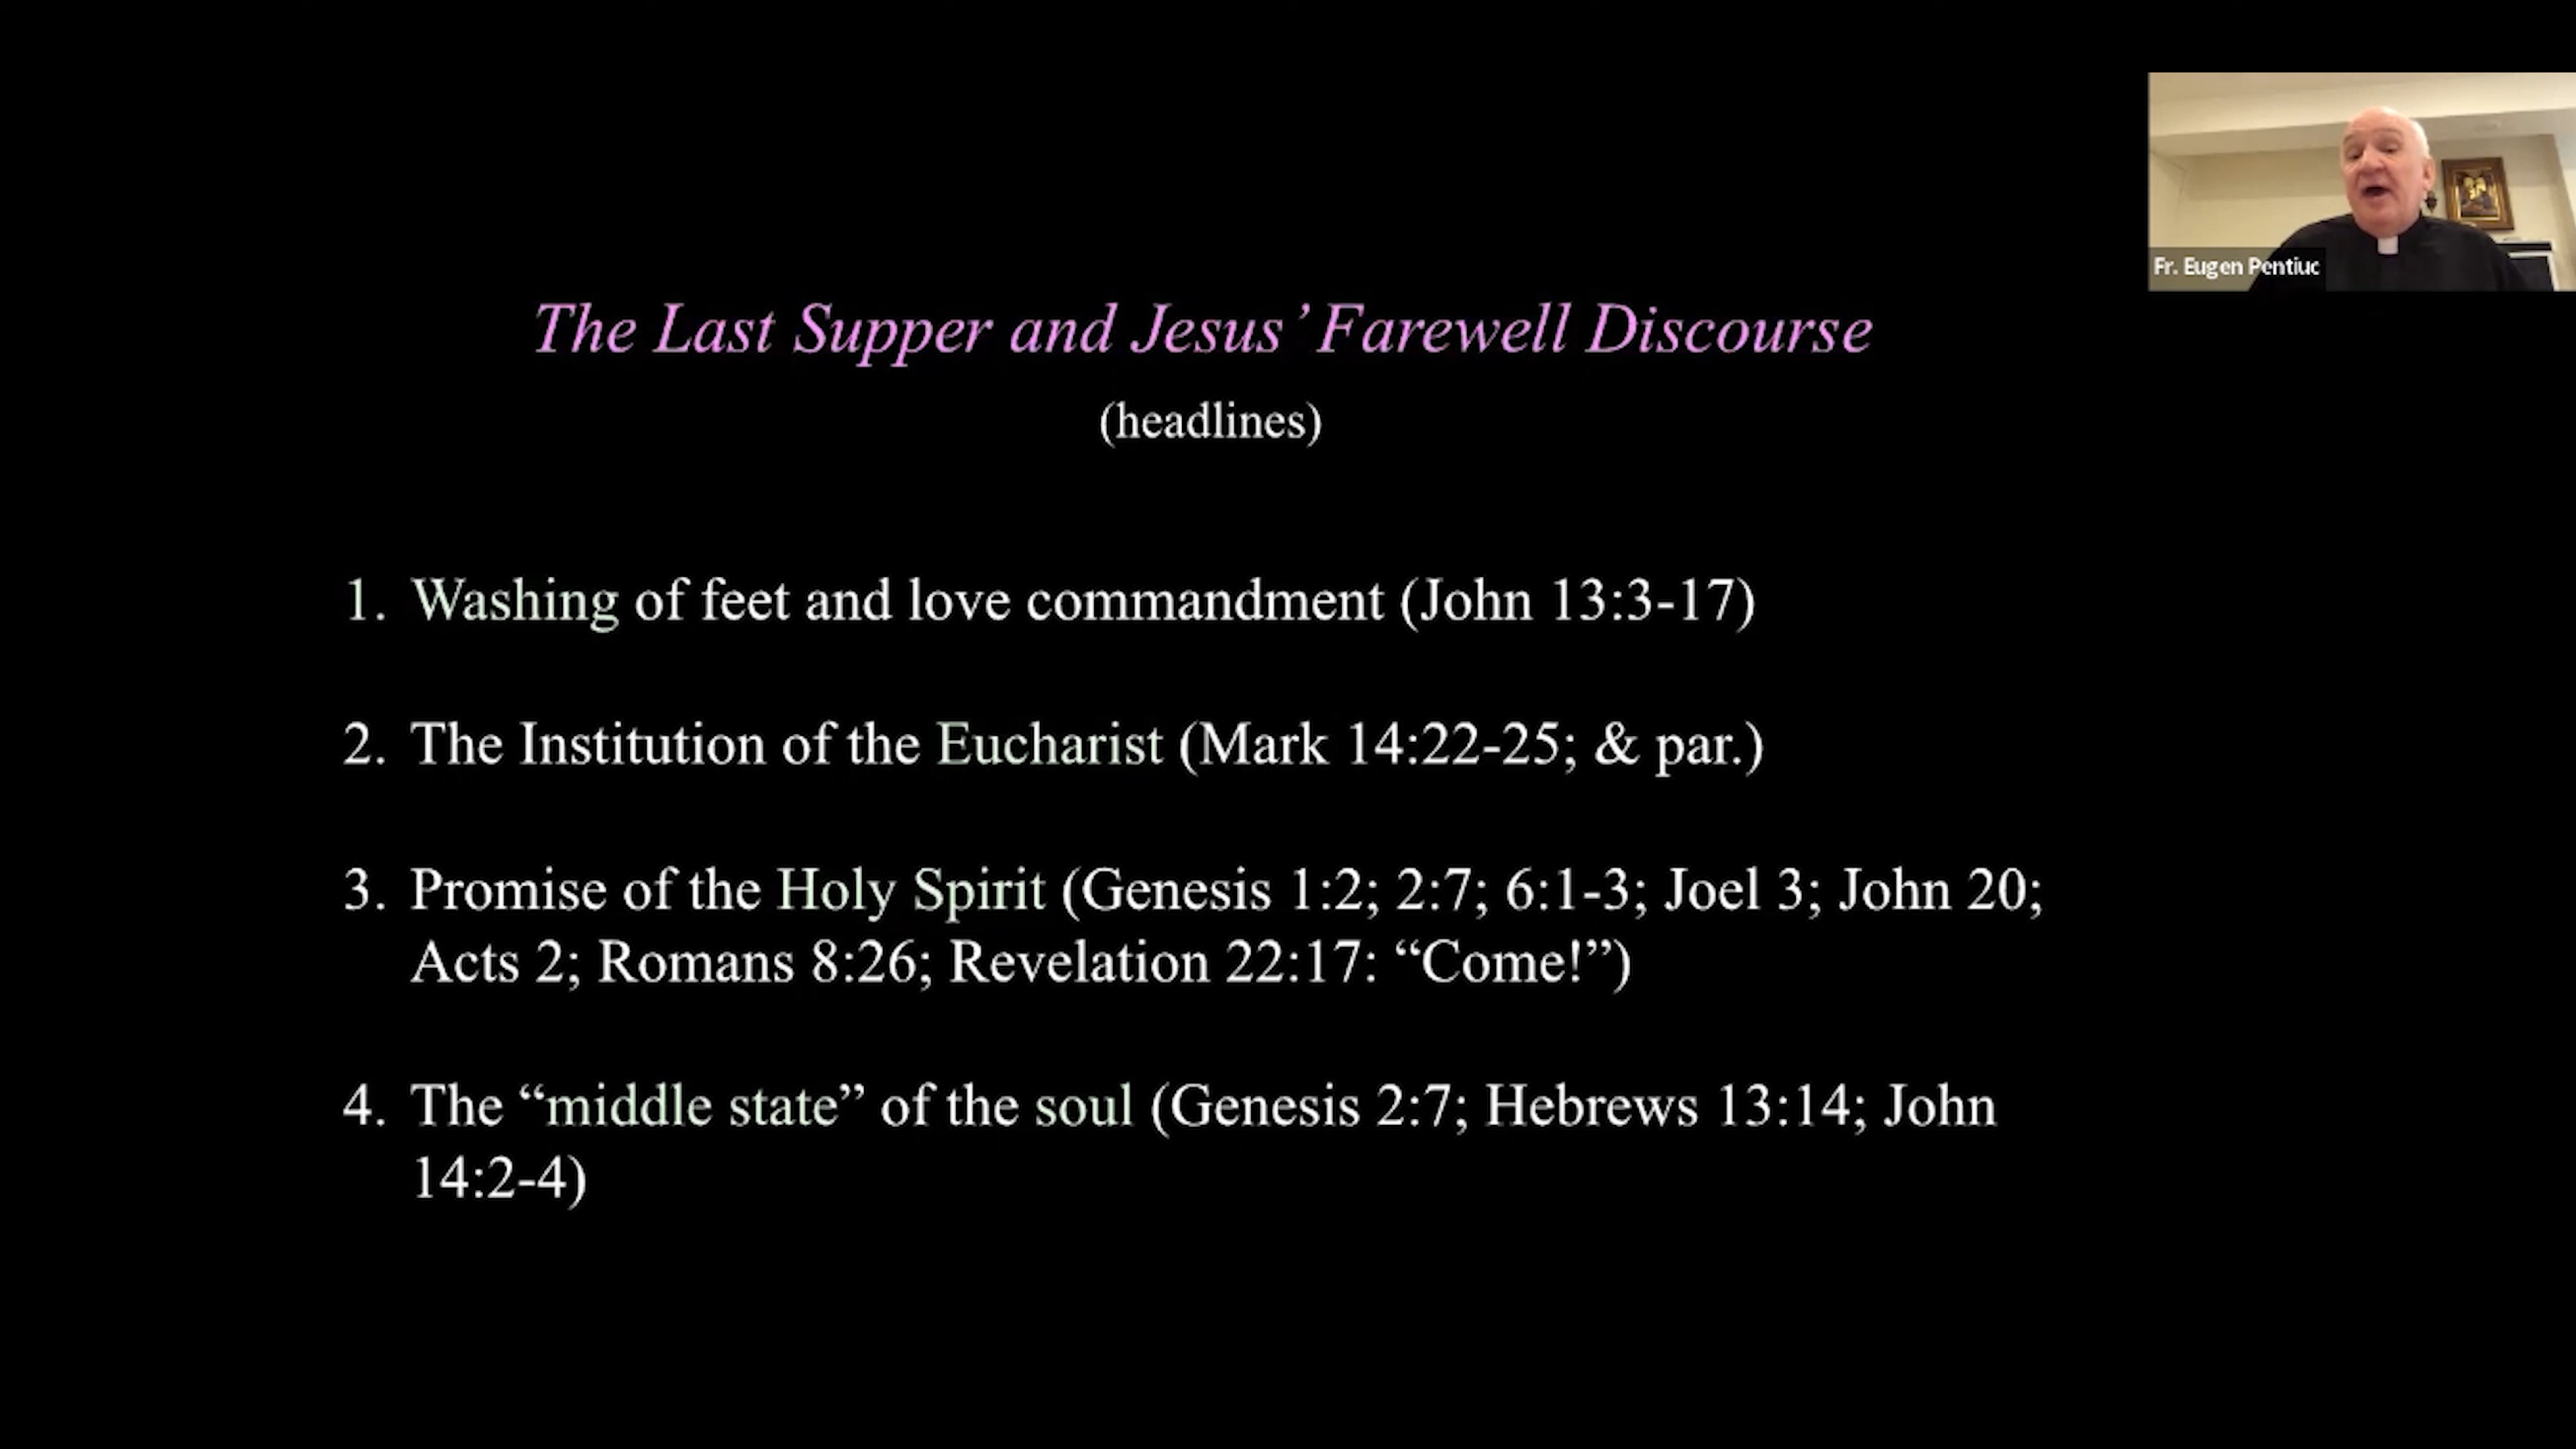 Fr. Eugen Pentiuc
The Last Supper and Jesus’ Farewell Discourse
(headlines)
1. Washing of feet and love commandment (John 13:3-17)
2. The Institution of the Eucharist (Mark 14:22-25; & par.)
3. Promise of the Holy Spirit (Genesis 1:2; 2:7; 6:1-3; Joel 3; John 20;
Acts 2; Romans 8:26; Revelation 22:17: “Come!”)
4. The “middle state” of the soul (Genesis 2:7; Hebrews 13:14; John
14:2-4)